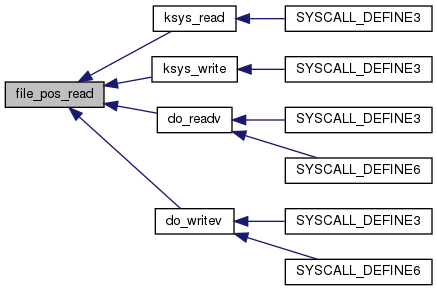 ksys_read
SYSCALL_DEFINE3
ksys_write
SYSCALL_DEFINE3
file_pos_read
do_readv
SYSCALL_DEFINE3
SYSCALL_DEFINE6
do_writev
SYSCALL_DEFINE3
SYSCALL_DEFINE6